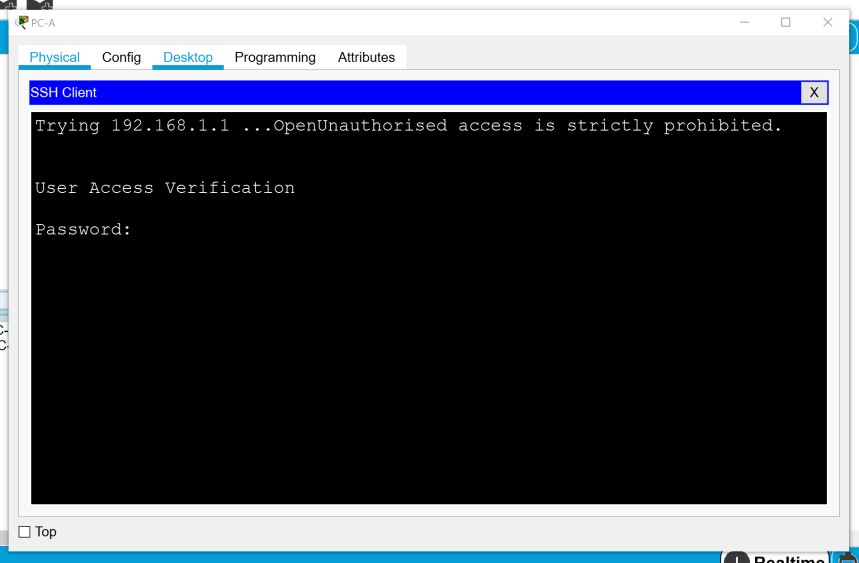 PC-A
Physical Config Desktop Programming Attributes
SSH Client X
Trying 192.168.1.1 ...OpenUnauthorised access is strictly prohibited.
User Access Verification
Password:
Top
Realtime